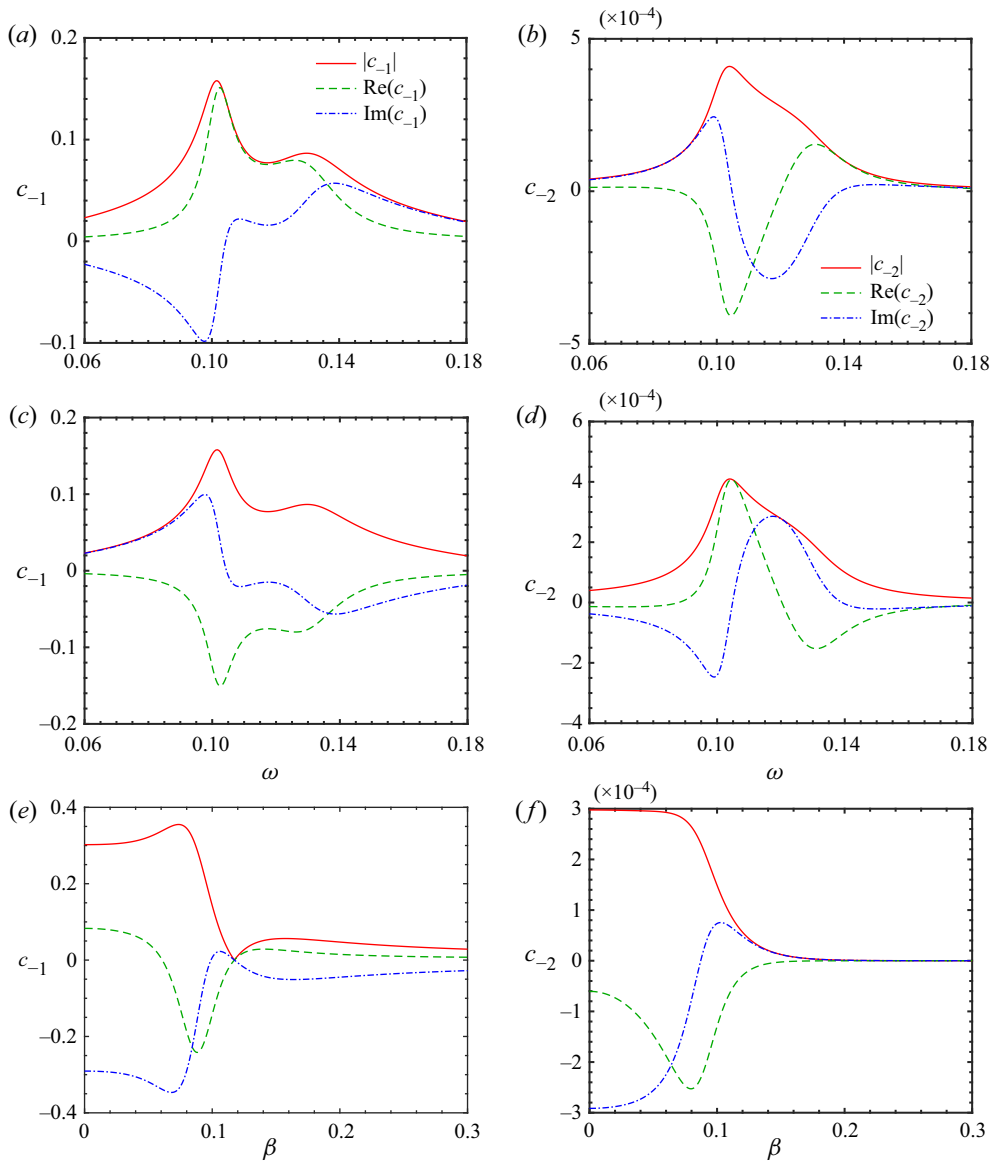 (a)
0.2
0.1
c–1
0
–0.1
0.06
0.10
0.14
0.18
|c–1|
Re(c–1)
Im(c–1)
(b)
(×10–4)
5
c–2
0
–5
0.06
0.10
0.14
0.18
|c–2|
Re(c–2)
Im(c–2)
(c)
0.2
0.1
c–1
0
–0.1
–0.2
0.06
0.10
0.14
0.18
ω
(d)
(×10–4)
6
4
2
c–2
0
–2
–4
0.06
0.10
0.14
0.18
ω
(e)
0.4
0.2
c–1
0
–0.2
–0.4
0
0.1
0.2
0.3
β
(f)
(×10–4)
3
2
1
c–2
0
–1
–2
–3
0
0.1
0.2
0.3
β